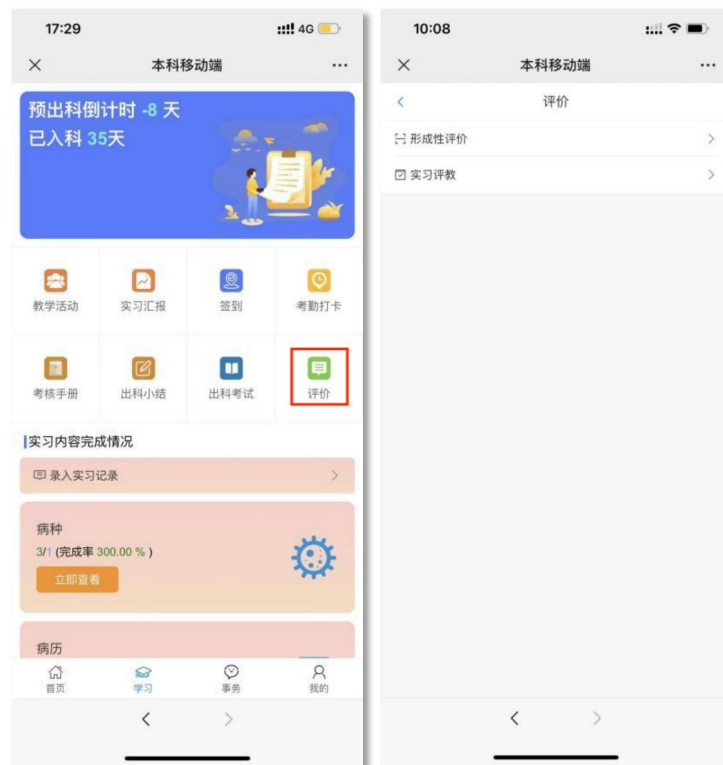 17:29
4G
本科移动端
预出科倒计时 -8 天
已入科 35天
教学活动
实习汇报
签到
考勤打卡
考核手册
出科小结
出科考试
评价
实习内容完成情况
录入实习记录
病种
3/1 (完成率 300.00 % )
立即查看
病历
首页
学习
事务
我的
10:08
本科移动端
评价
形成性评价
实习评教